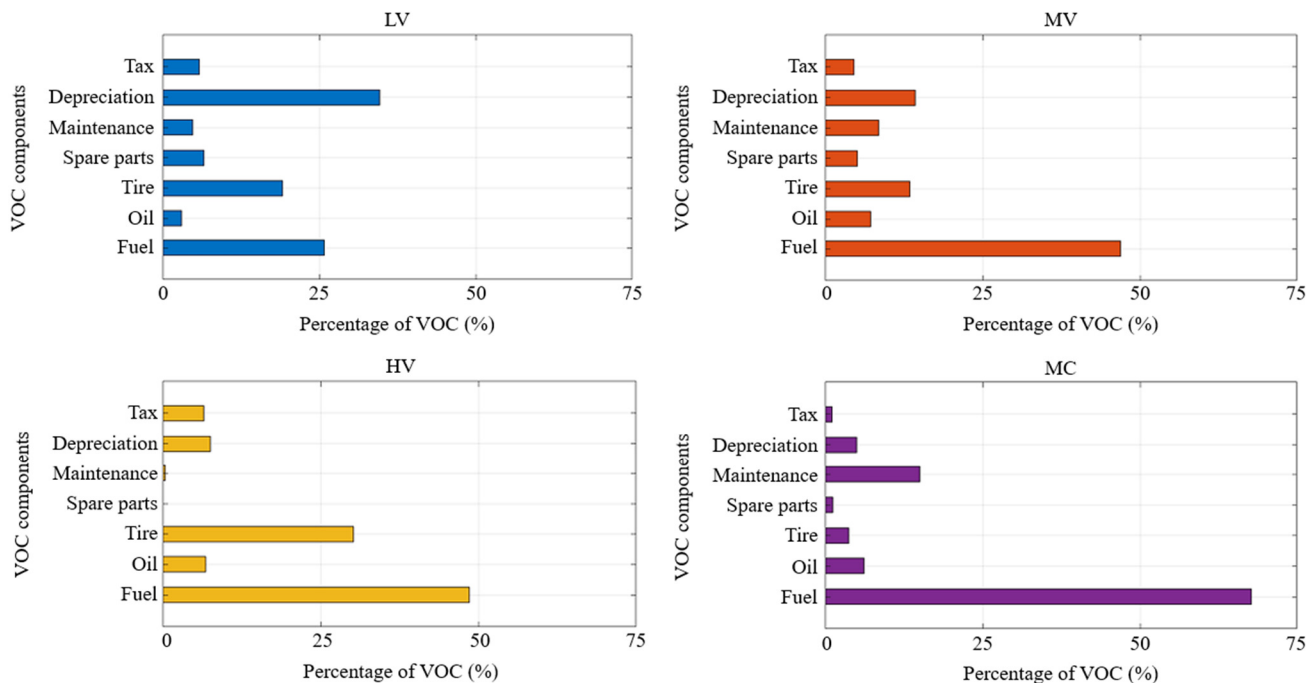 LV
VOC components
Tax
Depreciation
Maintenance
Spare parts
Tire
Oil
Fuel
0 25 50 75
Percentage of VOC (%)
MV
VOC components
Tax
Depreciation
Maintenance
Spare parts
Tire
Oil
Fuel
0 25 50 75
Percentage of VOC (%)
HV
VOC components
Tax
Depreciation
Maintenance
Spare parts
Tire
Oil
Fuel
0 25 50 75
Percentage of VOC (%)
MC
VOC components
Tax
Depreciation
Maintenance
Spare parts
Tire
Oil
Fuel
0 25 50 75
Percentage of VOC (%)